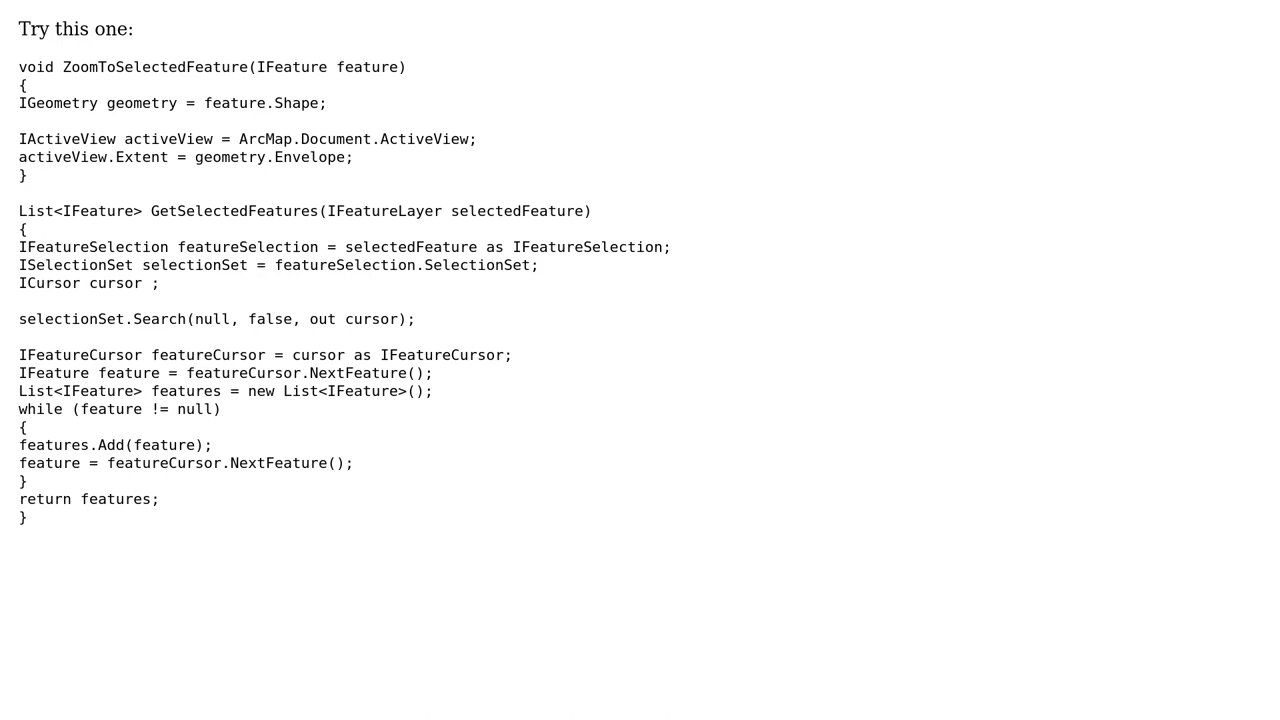 Try this one:
void ZoomToSelectedFeature(IFeature feature)
{
IGeometry geometry = feature.Shape;
IActiveView activeView = ArcMap.Document.ActiveView;
activeView.Extent = geometry.Envelope;
}
List<IFeature> GetSelectedFeatures(IFeatureLayer selectedFeature)
{
IFeatureSelection featureSelection = selectedFeature as IFeatureSelection;
ISelectionSet selectionSet = featureSelection.SelectionSet;
ICursor cursor ;
selectionSet.Search(null, false, out cursor);
IFeatureCursor featureCursor = cursor as IFeatureCursor;
IFeature feature = featureCursor.NextFeature();
List<IFeature> features = new List<IFeature>();
while (feature != null)
{
features.Add(feature);
feature = featureCursor.NextFeature();
}
return features;
}